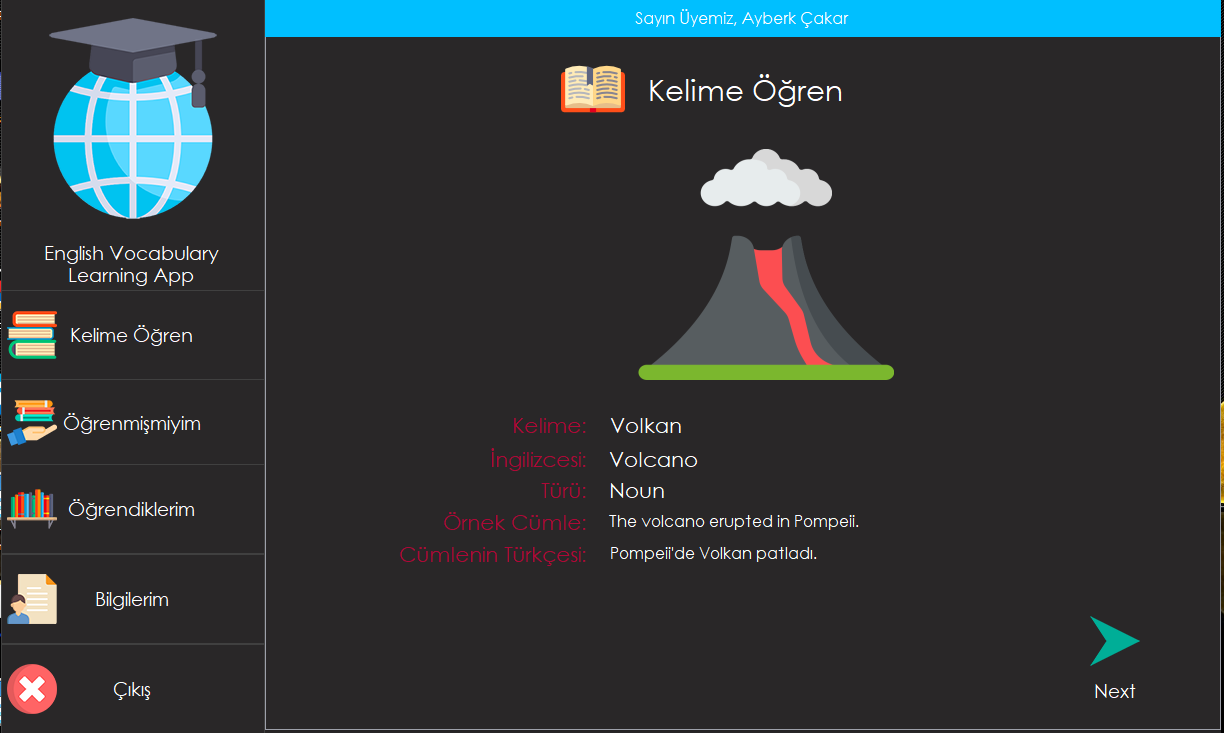 Sayın Üyemiz, Ayberk Çakar
English Vocabulary
Learning App
Kelime Öğren
Öğrenmişmiyim
Öğrendiklerim
Bilgilerim
Çıkış
Kelime Öğren
Kelime: Volkan
İngilizcesi: Volcano
Türü: Noun
Örnek Cümle: The volcano erupted in Pompeii.
Cümlenin Türkçesi: Pompeii'de Volkan patladı.
Next